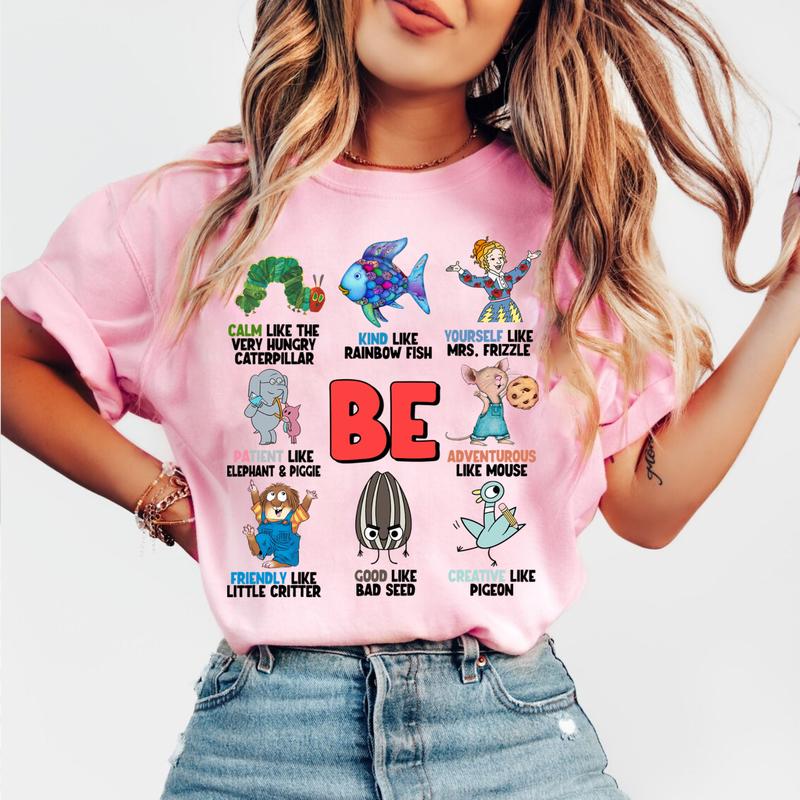 CALM LIKE THE
VERY HUNGRY
CATERPILLAR
KIND LIKE
RAINBOW FISH
YOURSELF LIKE
MRS, FRIZZLE
PATIENT LIKE
ELEPHANT & PIGGIE
BE
ADVENTUROUS
LIKE MOUSE
FRIENDLY LIKE
LITTLE CRITTER
GOOD LIKE
BAD SEED
CREATIVE LIKE
PIGEON